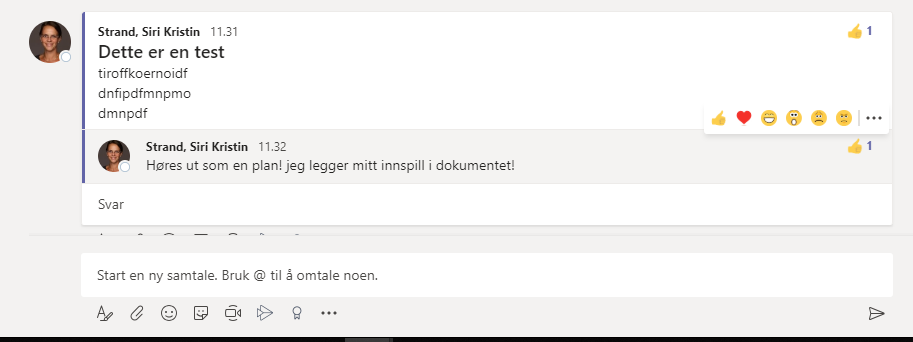 Strand, Siri Kristin 11.31
1
Dette er en test
tiroffkoernoidf
dnfipdfmnpmo
dmnpdf
Strand, Siri Kristin 11.32
1
Høres ut som en plan! jeg legger mitt innspill i dokumentet!
Svar
Start en ny samtale. Bruk @ til å omtale noen.